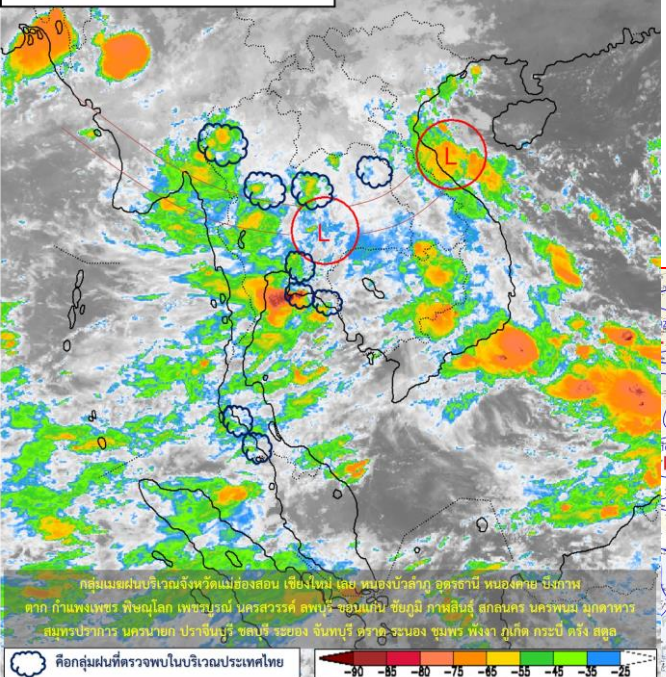 L
L
กลุ่มเมฆฝนบริเวณจังหวัดแม่ฮ่องสอน เชียงใหม่ เลย หนองบัวลำภู อุดรธานี หนองคาย บึงกาฬ
ตาก กำแพงเพชร พิษณุโลก เพชรบูรณ์ นครสวรรค์ ลพบุรี ขอนแก่น ชัยภูมิ กาฬสินธุ์ สกลนคร นครพนม มุกดาหาร
สมุทรปราการ นครนายก ปราจีนบุรี ชลบุรี ระยอง จันทบุรี ตราด ระนอง ชุมพร พังงา ภูเก็ต กระบี่ ตรัง สตูล
คือกลุ่มฝนที่ตรวจพบในบริเวณประเทศไทย
-90 -85 -80 -75 -65 -55 -45 -35 -25